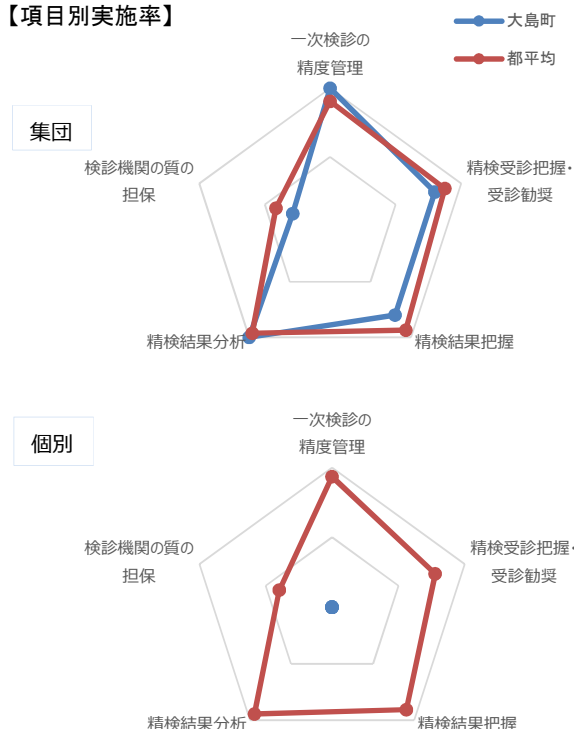 【項目別実施率】
大島町
都平均
集団
一次検診の
精度管理
精検受診把握・
受診勧奨
精検結果把握
精検結果分析
検診機関の質の
担保
個別
一次検診の
精度管理
精検受診把握・
受診勧奨
精検結果把握
精検結果分析
検診機関の質の
担保